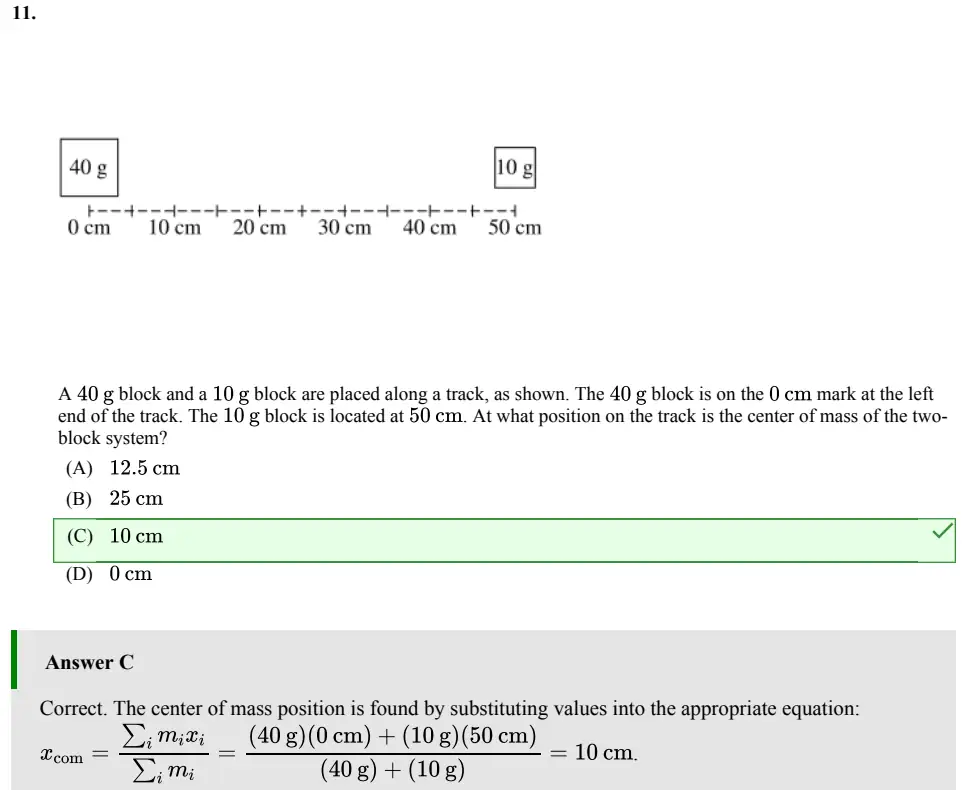 11.
40 g
10 g
0 cm 10 cm 20 cm 30 cm 40 cm 50 cm
A 40 g block and a 10 g block are placed along a track, as shown. The 40 g block is on the 0 cm mark at the left
end of the track. The 10 g block is located at 50 cm. At what position on the track is the center of mass of the two-
block system?
(A) 12.5 cm
(B) 25 cm
(C) 10 cm
(D) 0 cm
Answer C
Correct. The center of mass position is found by substituting values into the appropriate equation:
x_com = ∑_i m_i x_i / ∑_i m_i = (40 g)(0 cm) + (10 g)(50 cm) / (40 g) + (10 g) = 10 cm.